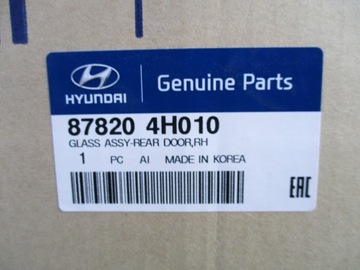 HYUNDAI
Genuine Parts
87820 4H010
GLASS ASSY-REAR DOOR,RH
1 PC AI MADE IN KOREA
EAC